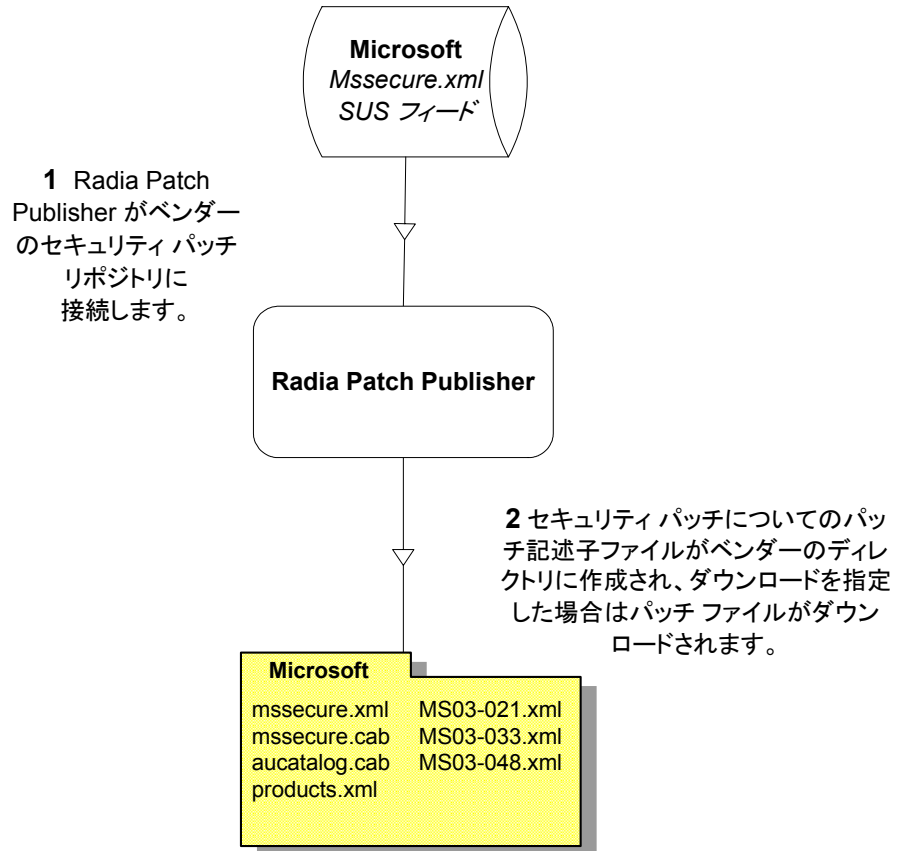 Microsoft
Mssecure.xml
SUS フィード
1 Radia Patch
Publisher がベンダー
のセキュリティ パッチ
リポジトリに
接続します。
Radia Patch Publisher
2 セキュリティ パッチについてのパッ
チ記述子ファイルがベンダーのディレ
クトリに作成され、ダウンロードを指定
した場合はパッチ ファイルがダウン
ロードされます。
Microsoft
mssecure.xml MS03-021.xml
mssecure.cab MS03-033.xml
aucatalog.cab MS03-048.xml
products.xml